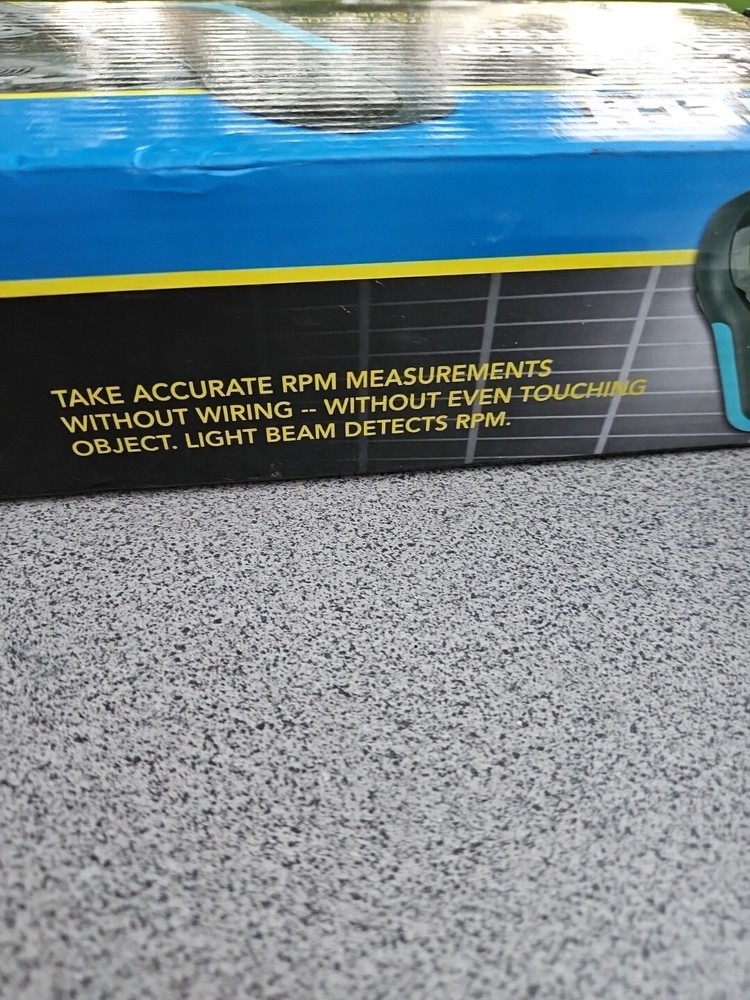 TAKE ACCURATE RPM MEASUREMENTS
WITHOUT WIRING -- WITHOUT EVEN TOUCHING
OBJECT. LIGHT BEAM DETECTS RPM.